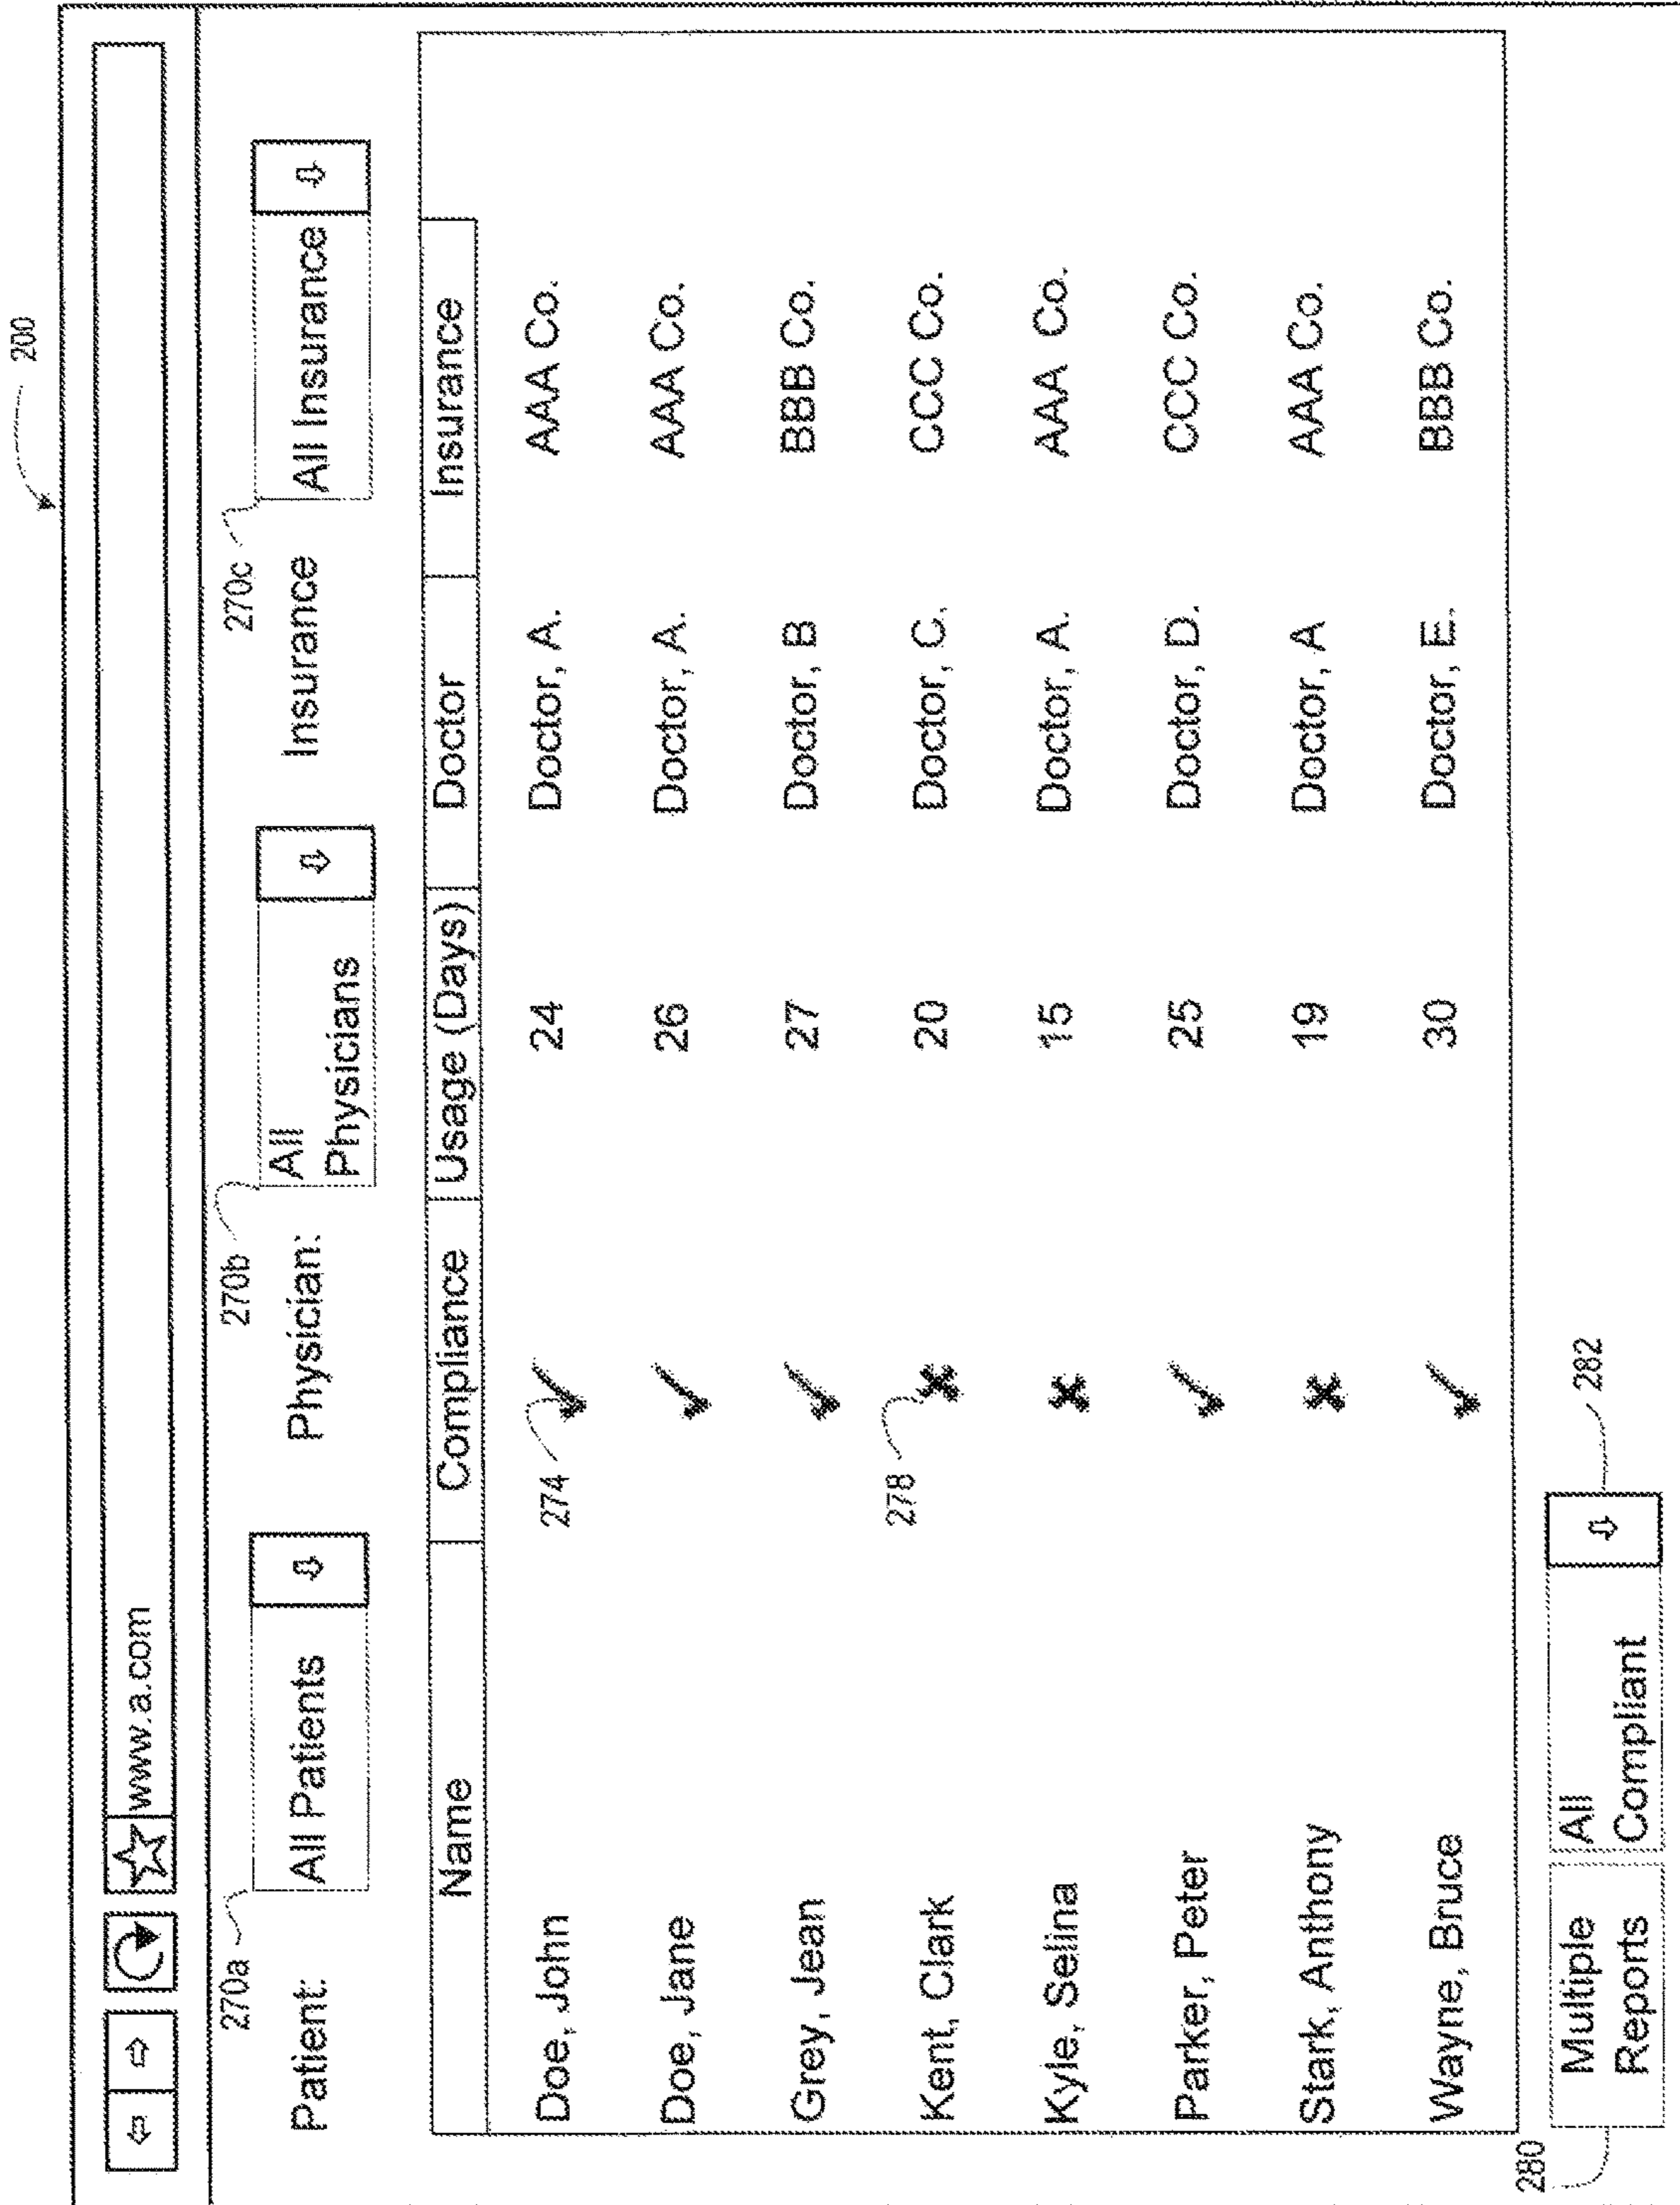 200
www.a.com
270a
270b
270c
Patient:
All Patients
Physician:
All
Physicians
Insurance
All Insurance
Name Compliance Usage (Days) Doctor Insurance
Doe, John 24 Doctor, A. AAA Co.
274
Doe, Jane 26 Doctor, A. AAA Co.
Grey, Jean 27 Doctor, B BBB Co.
278
Kent, Clark 20 Doctor, C. CCC Co.
Kyle, Selina 15 Doctor, A. AAA Co.
Parker, Peter 25 Doctor, D. CCC Co.
Stark, Anthony 19 Doctor, A AAA Co.
Wayne, Bruce 30 Doctor, E. BBB Co.
280
Multiple
Reports
All
Compliant
282